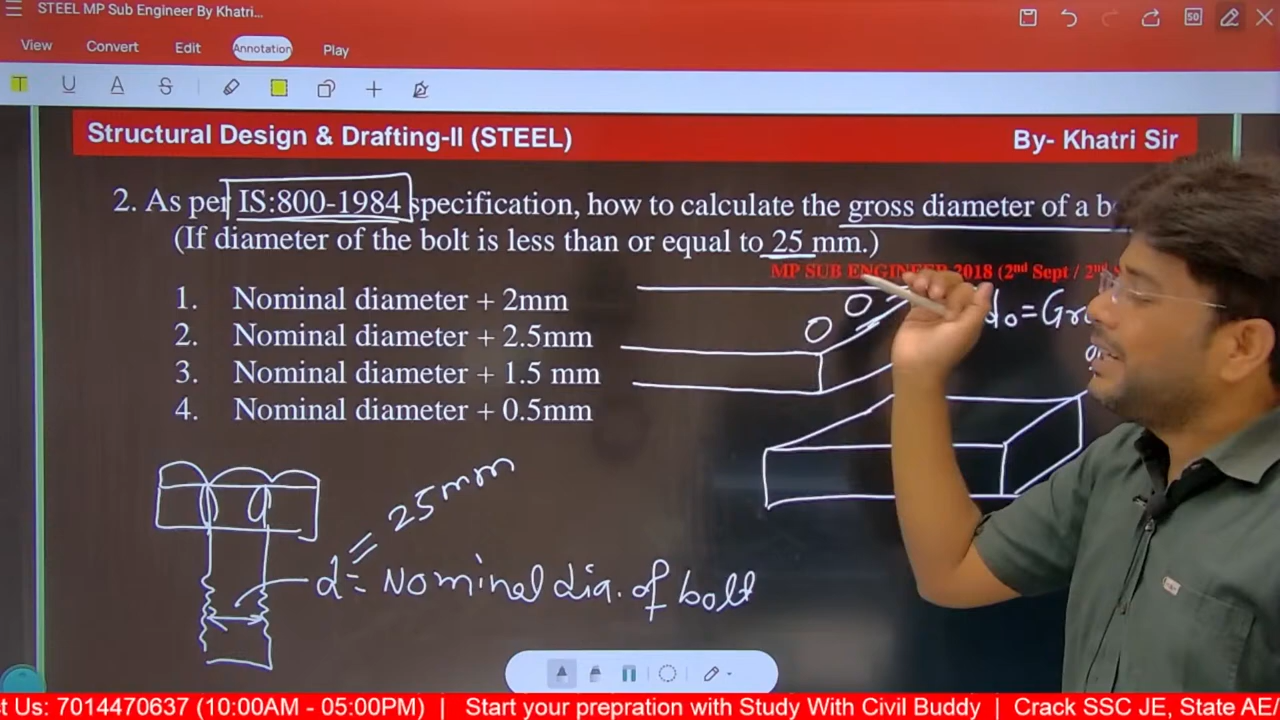 STEEL MP Sub Engineer By Khatri...
50
View Convert Edit Annotation Play
T U A S
Structural Design & Drafting-II (STEEL) By- Khatri Sir
2. As per IS:800-1984 specification, how to calculate the gross diameter of a
(If diameter of the bolt is less than or equal to 25 mm.)
MP SUB ENGINEER 2018 (2nd Sept / 2nd
1. Nominal diameter + 2mm
2. Nominal diameter + 2.5mm
3. Nominal diameter + 1.5 mm
4. Nominal diameter + 0.5mm
d₀ =
25mm
d = Nominal dia. of bolt
Us: 7014470637 (10:00AM - 05:00PM) | Start your prepration with Study With Civil Buddy | Crack SSC JE, State AE/